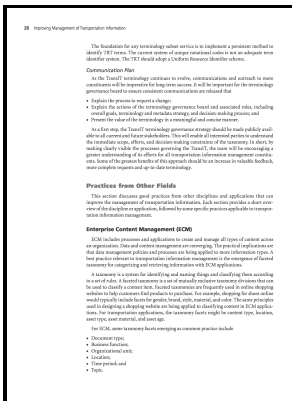 28 Improving Management of Transportation Information
The foundation for any terminology subset service is to implement a persistent method to
identify TRT terms. The current system of unique notational codes is not an adequate term
identifier system. The TRT should adopt a Uniform Resource Identifier scheme.
Communication Plan
As the TransIT terminology continues to evolve, communications and outreach to more
constituents will be imperative for long-term success. It will be important for the terminology
governance board to ensure consistent communications are released that
• Explain the process to request a change;
• Explain the actions of the terminology governance board and associated roles, including
overall goals, terminology and metadata strategy, and decision-making process; and
• Present the value of the terminology in a meaningful and concise manner.
As a first step, the TransIT terminology governance strategy should be made publicly avail-
able to all current and future stakeholders. This will enable all interested parties to understand
the immediate scope, efforts, and decision-making constraints of the taxonomy. In short, by
making clearly visible the processes governing the TransIT, the team will be encouraging a
greater understanding of its efforts for all transportation information management constitu-
ents. Some of the greatest benefits of this approach should be an increase in valuable feedback,
more complete requests and up-to-date terminology.
Practices from Other Fields
This section discusses good practices from other disciplines and applications that can
improve the management of transportation information. Each section provides a short over-
view of the discipline or application, followed by some specific practices applicable to transpor-
tation information management.
Enterprise Content Management (ECM)
ECM includes processes and applications to create and manage all types of content across
an organization. Data and content management are converging. The practical implications are
that data management policies and processes are being applied to more information types. A
best practice relevant to transportation information management is the emergence of faceted
taxonomy for categorizing and retrieving information with ECM applications.
A taxonomy is a system for identifying and naming things and classifying them according
to a set of rules. A faceted taxonomy is a set of mutually exclusive taxonomy divisions that can
be used to classify a content item. Faceted taxonomies are frequently used in online shopping
websites to help customers find products to purchase. For example, shopping for shoes online
would typically include facets for gender, brand, style, material, and color. The same principles
used in designing a shopping website are being applied to classifying content in ECM applica-
tions. For transportation applications, the taxonomy facets might be content type, location,
asset type, asset material, and asset age.
For ECM, some taxonomy facets emerging as common practice include
• Document type;
• Business function;
• Organizational unit;
• Location;
• Time period; and
• Topic.